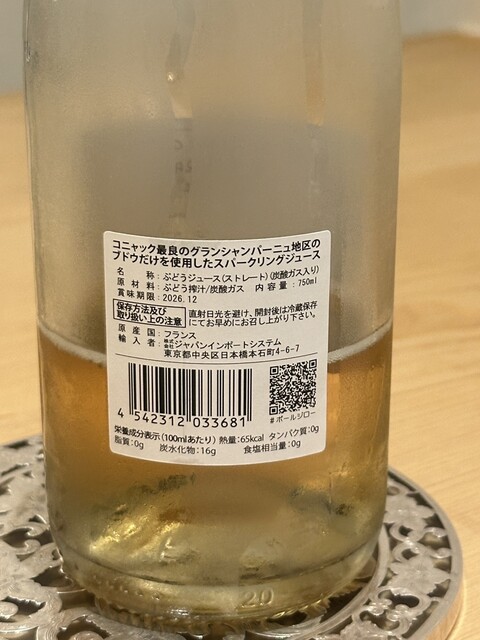 コニャック最良のグランシャンパーニュ地区の
ブドウだけを使用したスパークリングジュース
名称：ぶどうジュース(ストレート)(炭酸ガス入り)
原材料：ぶどう搾汁/炭酸ガス 内容量：750ml
賞味期限：2026.12
保存方法及び
取り扱い上の注意
直射日光を避け、開封後は冷蔵保存
にてお早めにお召し上がり下さい。
原産国：フランス
輸入者：株式会社ジャパンインポートシステム
東京都中央区日本橋本石町4-6-7
4 542312 033681
#ポールジロー
栄養成分表示(100mlあたり) 熱量：65kcal タンパク質：0g
脂質：0g 炭水化物：16g 食塩相当量：0g
20